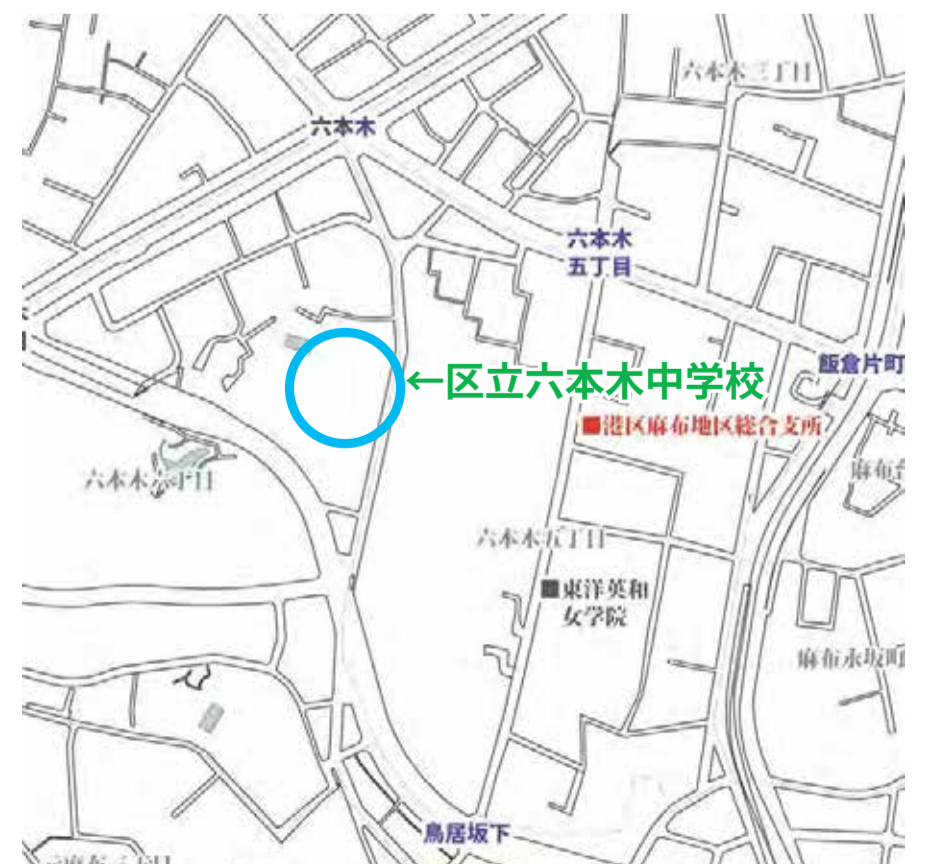 六本木三丁目
六本木
六本木
五丁目
飯倉片町
←区立六本木中学校
■港区麻布地区総合支所
麻布台
六本木六丁目
六本木五丁目
■東洋英和
女学院
麻布永坂町
鳥居坂下